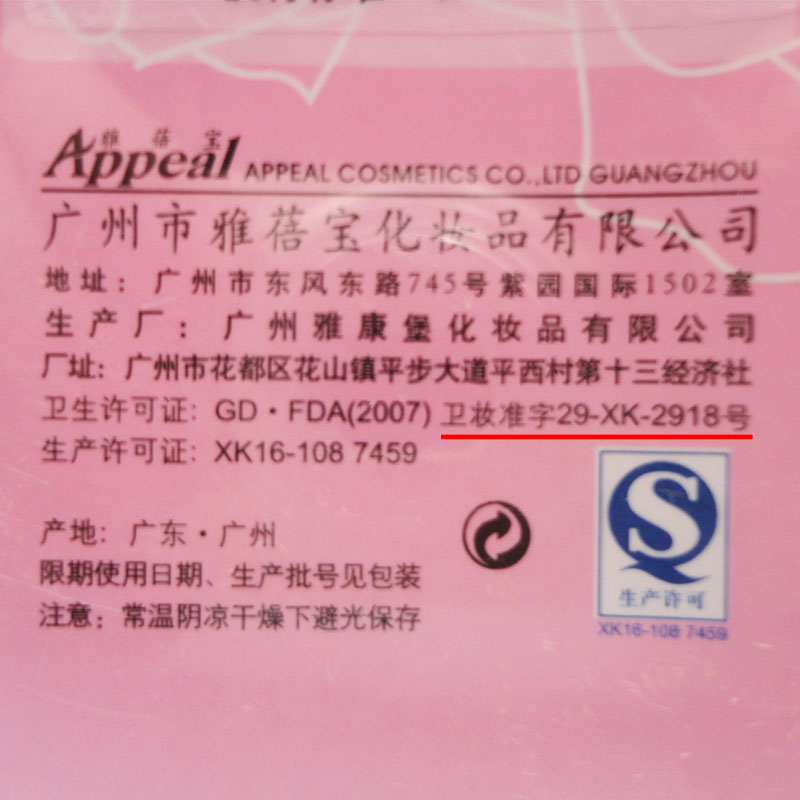 雅蓓宝
Appeal APPEAL COSMETICS CO.,LTD GUANGZHOU
广州市雅蓓宝化妆品有限公司
地址：广州市东风东路745号紫园国际1502室
生产厂：广州雅康堡化妆品有限公司
厂址：广州市花都区花山镇平步大道平西村第十三经济社
卫生许可证：GD·FDA(2007) 卫妆准字29-XK-2918号
生产许可证：XK16-108 7459
产地：广东·广州
限期使用日期、生产批号见包装
注意：常温阴凉干燥下避光保存
生产许可
XK16-108 7459